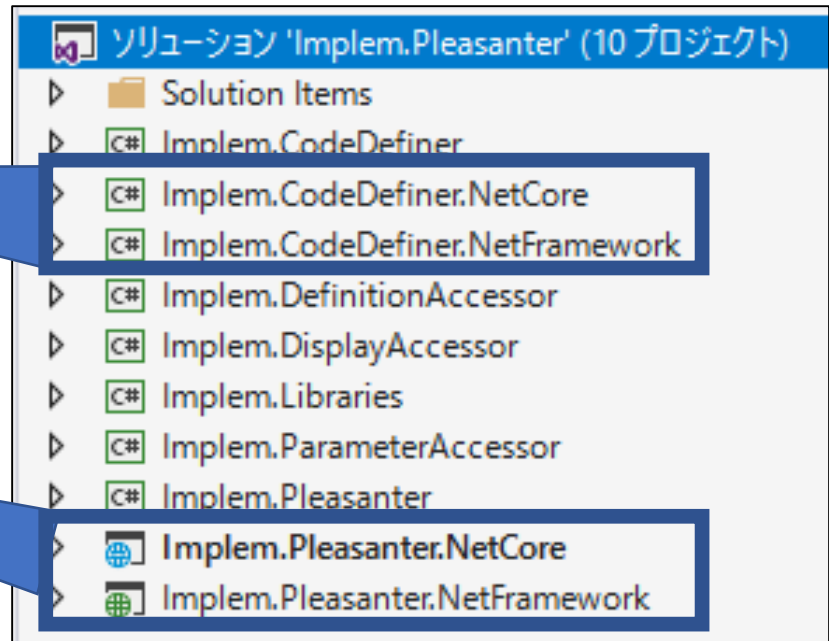 ソリューション 'Implem.Pleasanter' (10 プロジェクト)
Solution Items
C# Implem.CodeDefiner
C# Implem.CodeDefiner.NetCore
C# Implem.CodeDefiner.NetFramework
C# Implem.DefinitionAccessor
C# Implem.DisplayAccessor
C# Implem.Libraries
C# Implem.ParameterAccessor
C# Implem.Pleasanter
Implem.Pleasanter.NetCore
Implem.Pleasanter.NetFramework